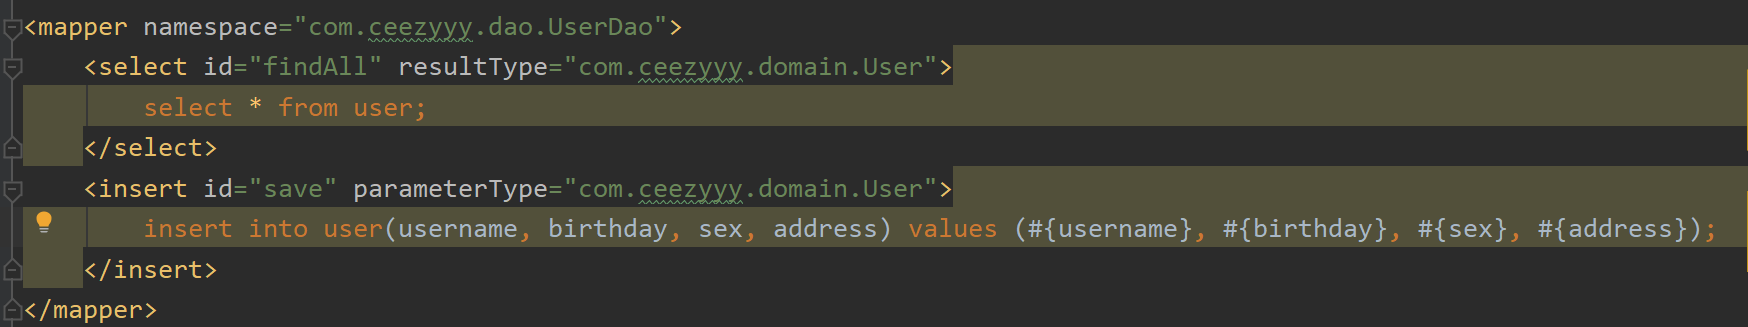 <mapper namespace="com.ceezyyy.dao.UserDao">
<select id="findAll" resultType="com.ceezyyy.domain.User">
select * from user;
</select>
<insert id="save" parameterType="com.ceezyyy.domain.User">
insert into user(username, birthday, sex, address) values (#{username}, #{birthday}, #{sex}, #{address});
</insert>
</mapper>